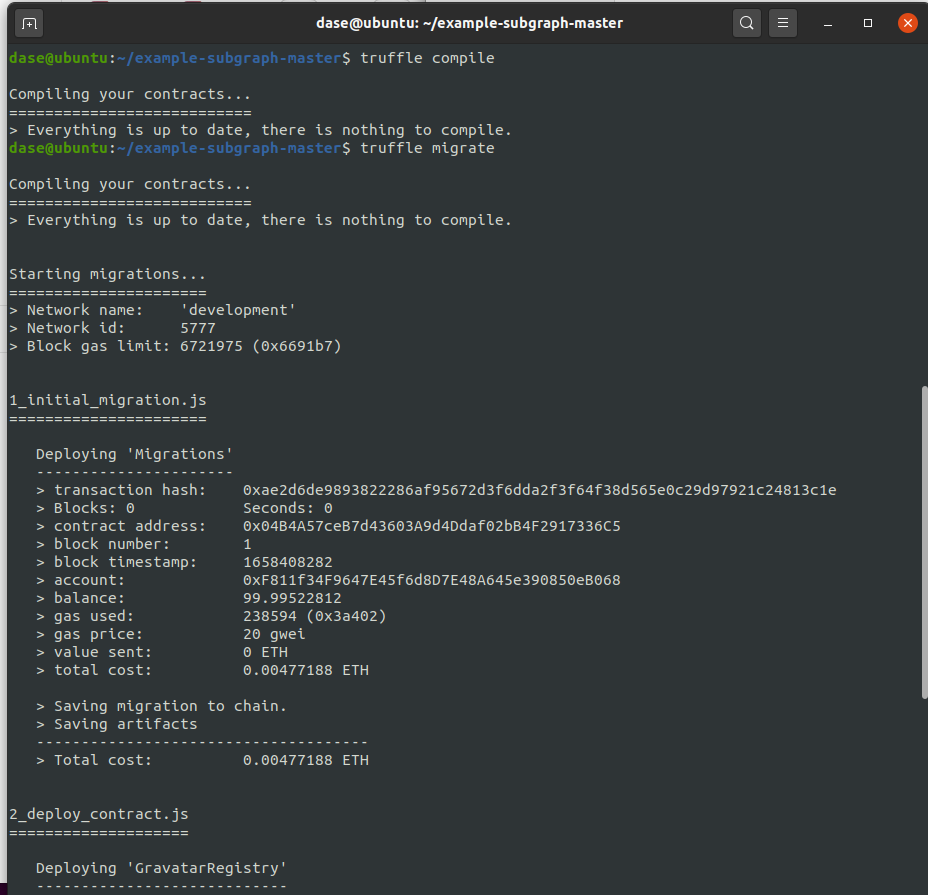 dase@ubuntu: ~/example-subgraph-master
dase@ubuntu:~/example-subgraph-master$ truffle compile
Compiling your contracts...
===========================
> Everything is up to date, there is nothing to compile.
dase@ubuntu:~/example-subgraph-master$ truffle migrate
Compiling your contracts...
===========================
> Everything is up to date, there is nothing to compile.
Starting migrations...
======================
> Network name:    'development'
> Network id:      5777
> Block gas limit: 6721975 (0x6691b7)
1_initial_migration.js
======================
   Deploying 'Migrations'
   ----------------------
   > transaction hash:    0xae2d6de9893822286af95672d3f6dda2f3f64f38d565e0c29d97921c24813c1e
   > Blocks: 0            Seconds: 0
   > contract address:    0x04B4A57ceB7d43603A9d4Ddaf02bB4F2917336C5
   > block number:        1
   > block timestamp:     1658408282
   > account:             0xF811f34F9647E45f6d8D7E48A645e390850eB068
   > balance:             99.99522812
   > gas used:            238594 (0x3a402)
   > gas price:           20 gwei
   > value sent:          0 ETH
   > total cost:          0.00477188 ETH
   > Saving migration to chain.
   > Saving artifacts
   -------------------------------------
   > Total cost:          0.00477188 ETH
2_deploy_contract.js
====================
   Deploying 'GravatarRegistry'
   ----------------------------